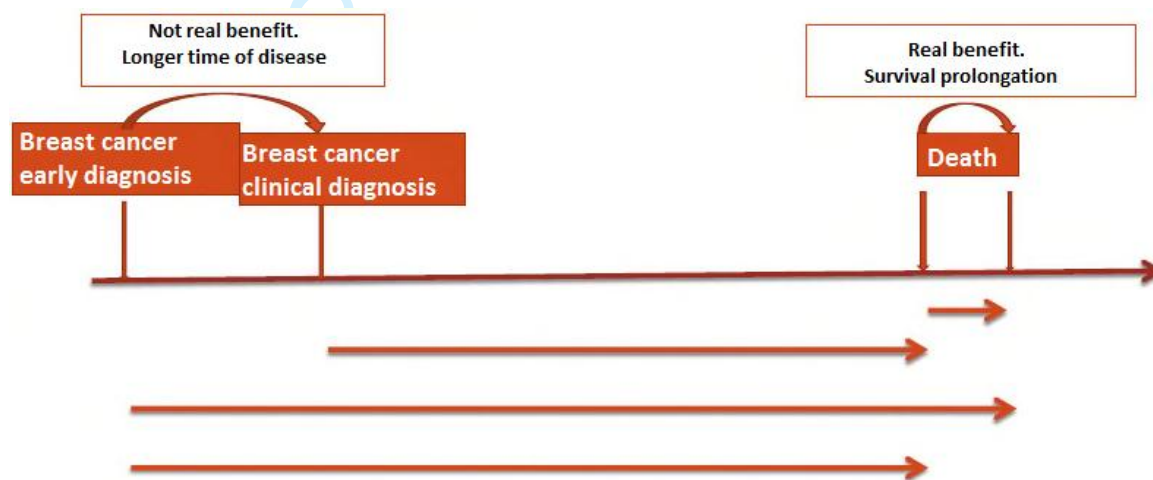 Not real benefit.
Longer time of disease
Real benefit.
Survival prolongation
Breast cancer
early diagnosis
Breast cancer
clinical diagnosis
Death